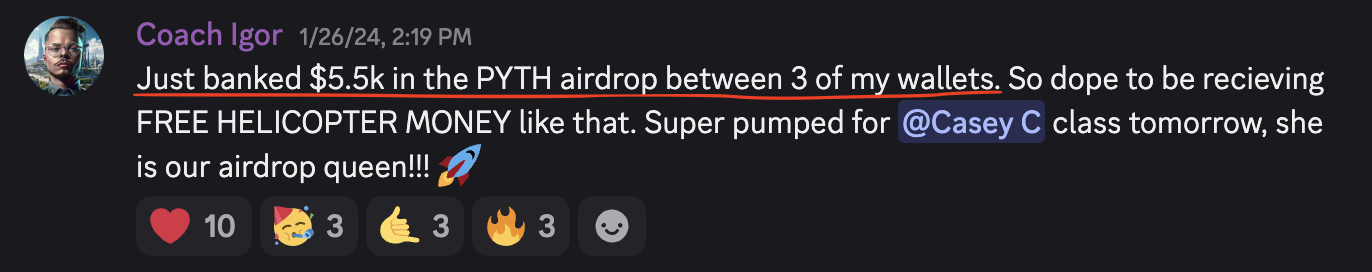 Coach Igor 1/26/24, 2:19 PM
Just banked $5.5k in the PYTH airdrop between 3 of my wallets. So dope to be recieving
FREE HELICOPTER MONEY like that. Super pumped for @Casey C class tomorrow, she
is our airdrop queen!!! 🚀
❤️ 10 🥳 3 🤙 3 🔥 3